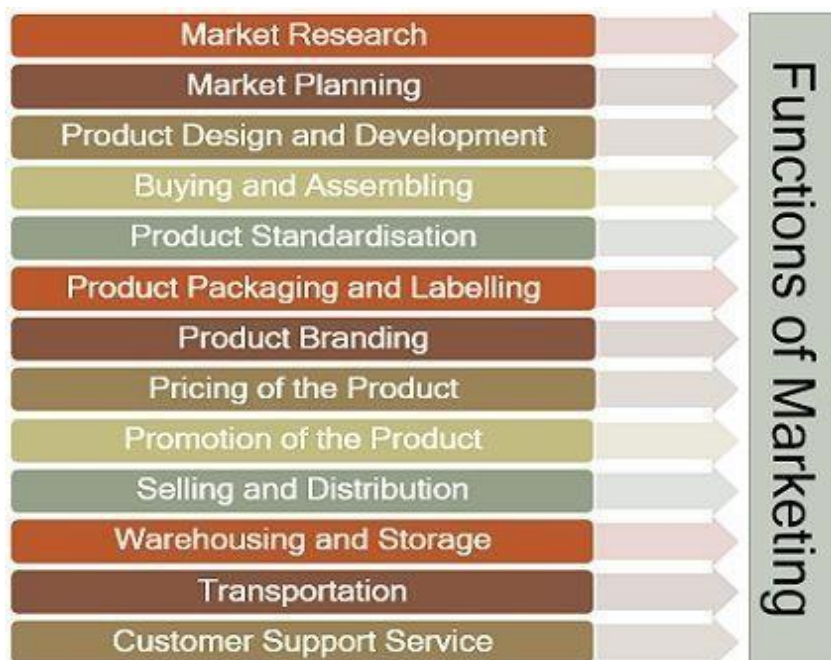 Market Research
Market Planning
Product Design and Development
Buying and Assembling
Product Standardisation
Product Packaging and Labelling
Product Branding
Pricing of the Product
Promotion of the Product
Selling and Distribution
Warehousing and Storage
Transportation
Customer Support Service
Functions of Marketing